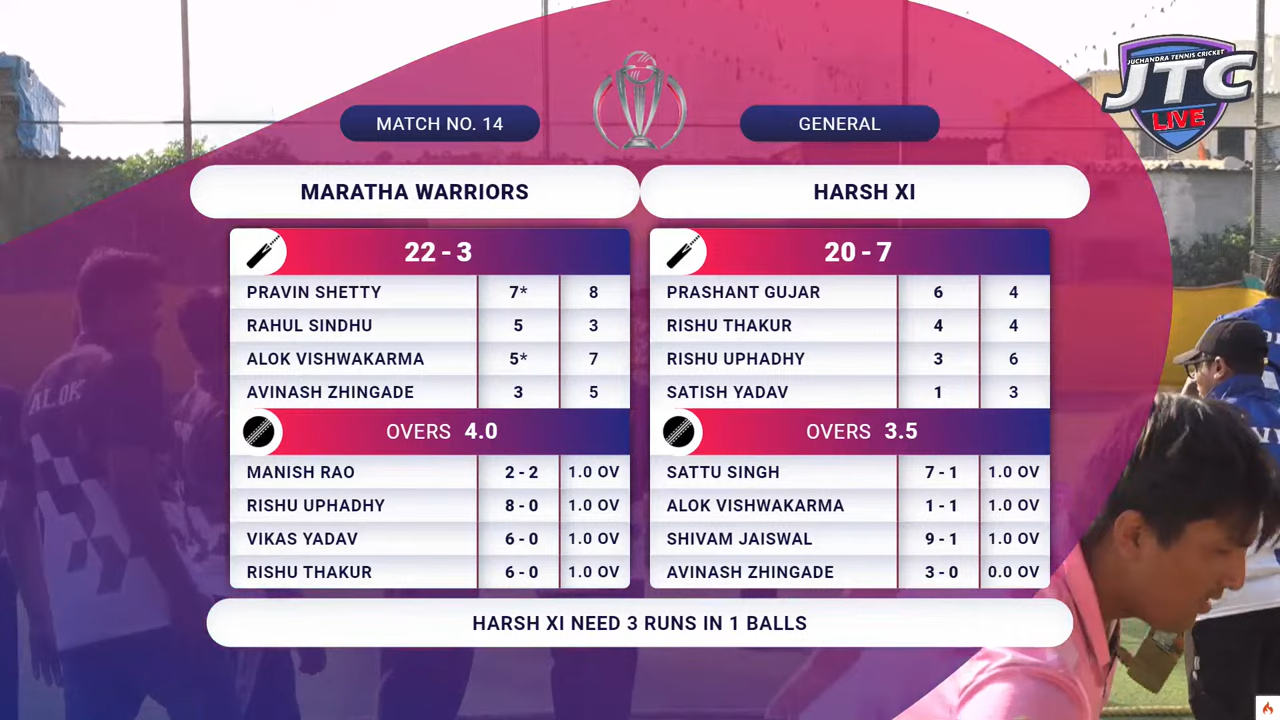 JUCHANDRA TENNIS CRICKET
JTC
LIVE
MATCH NO. 14
GENERAL
MARATHA WARRIORS
HARSH XI
22 - 3
PRAVIN SHETTY 7* 8
RAHUL SINDHU 5 3
ALOK VISHWAKARMA 5* 7
AVINASH ZHINGADE 3 5
OVERS 4.0
MANISH RAO 2 - 2 1.0 OV
RISHU UPHADHY 8 - 0 1.0 OV
VIKAS YADAV 6 - 0 1.0 OV
RISHU THAKUR 6 - 0 1.0 OV
20 - 7
PRASHANT GUJAR 6 4
RISHU THAKUR 4 4
RISHU UPHADHY 3 6
SATISH YADAV 1 3
OVERS 3.5
SATTU SINGH 7 - 1 1.0 OV
ALOK VISHWAKARMA 1 - 1 1.0 OV
SHIVAM JAISWAL 9 - 1 1.0 OV
AVINASH ZHINGADE 3 - 0 0.0 OV
HARSH XI NEED 3 RUNS IN 1 BALLS
ALOK